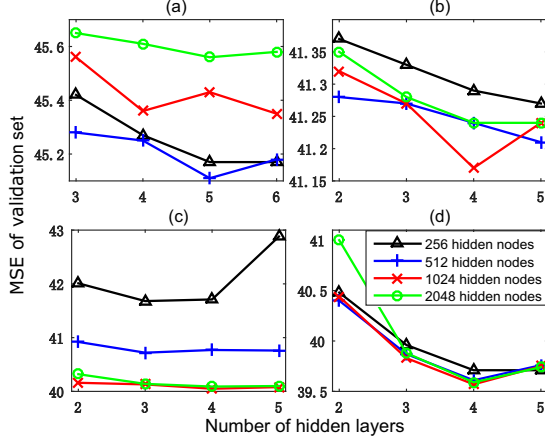 (a)
(b)
45.6
45.4
45.2
3 4 5 6
41.35
41.3
41.25
41.2
41.15
2 3 4 5
MSE of validation set
(c)
(d)
43
42
41
40
2 3 4 5
41
40.5
40
39.5
2 3 4 5
256 hidden nodes
512 hidden nodes
1024 hidden nodes
2048 hidden nodes
Number of hidden layers